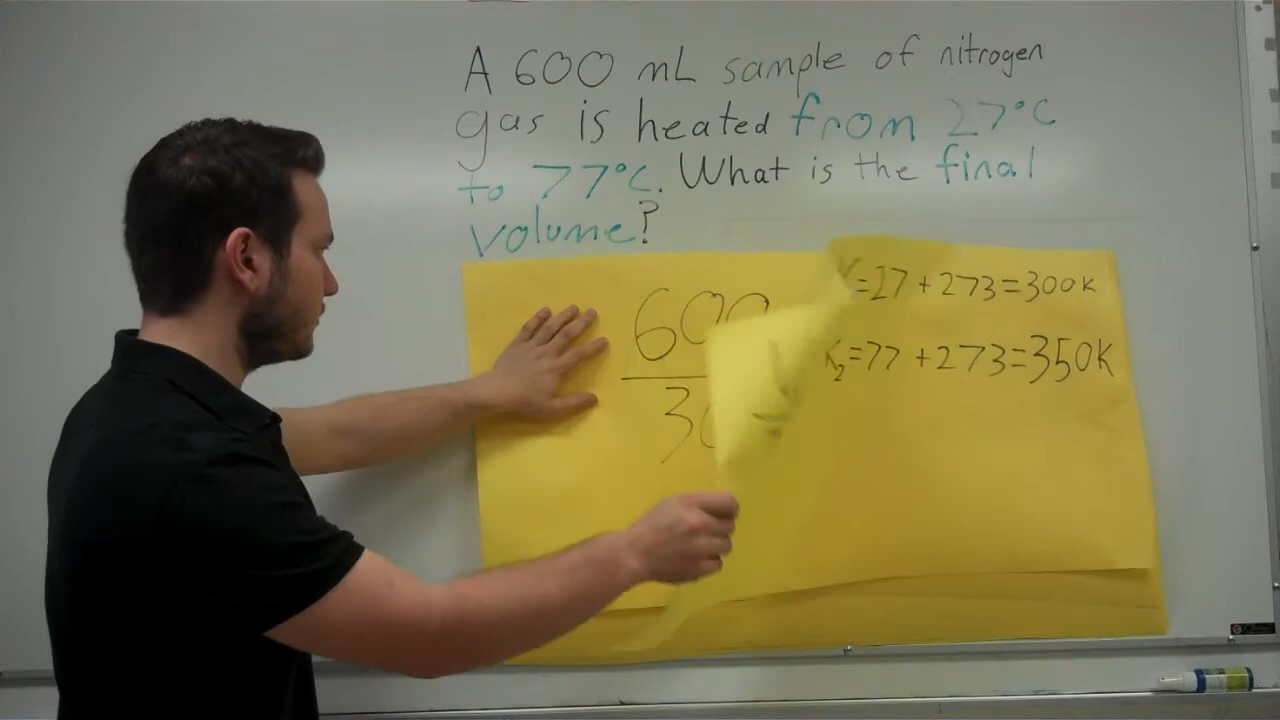 A 600 mL sample of nitrogen
gas is heated from 27°C
to 77°C. What is the final
volume?
600
=27+273=300K
K₂=77+273=350K